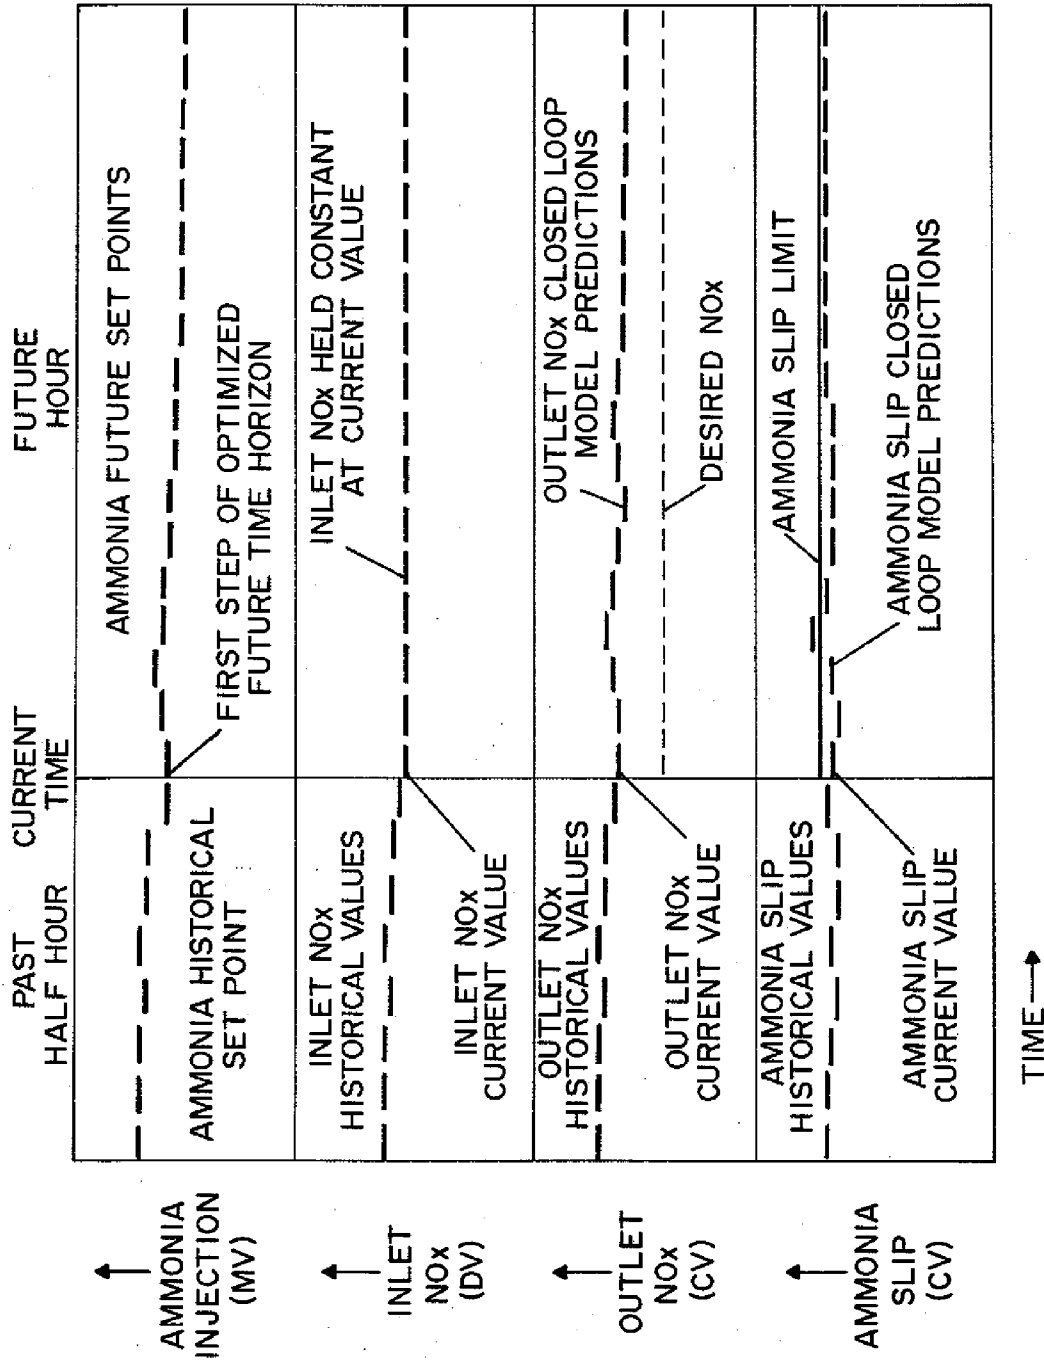 PAST
HALF HOUR
CURRENT
TIME
FUTURE
HOUR
AMMONIA
INJECTION
(MV)
AMMONIA HISTORICAL
SET POINT
AMMONIA FUTURE SET POINTS
FIRST STEP OF OPTIMIZED
FUTURE TIME HORIZON
INLET
NOx
(DV)
INLET NOx
HISTORICAL VALUES
INLET NOx
CURRENT VALUE
INLET NOx HELD CONSTANT
AT CURRENT VALUE
OUTLET
NOx
(CV)
OUTLET NOx
HISTORICAL VALUES
OUTLET NOx
CURRENT VALUE
OUTLET NOx CLOSED LOOP
MODEL PREDICTIONS
DESIRED NOx
AMMONIA
SLIP
(CV)
AMMONIA SLIP
HISTORICAL VALUES
AMMONIA SLIP
CURRENT VALUE
AMMONIA SLIP LIMIT
AMMONIA SLIP CLOSED
LOOP MODEL PREDICTIONS
TIME